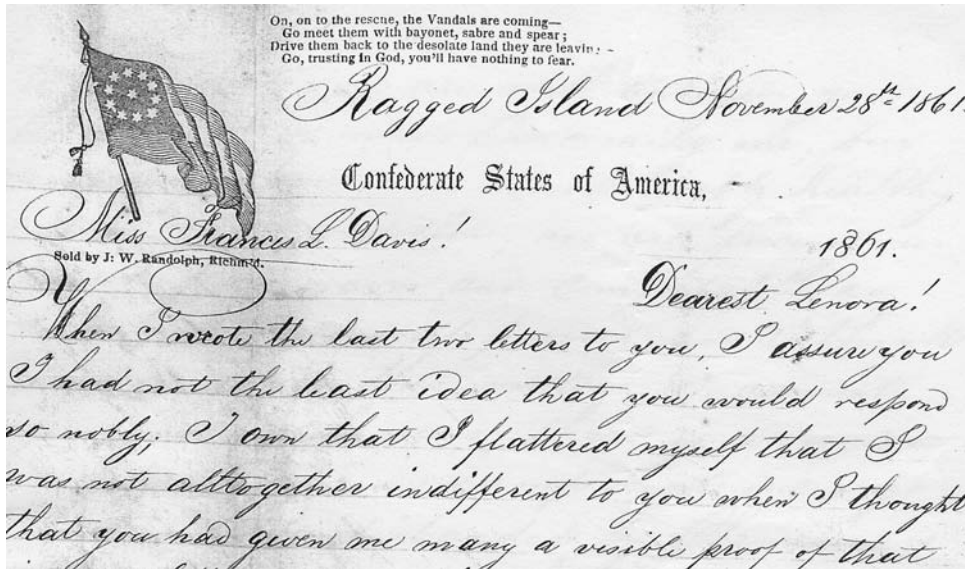 On, on to the rescue, the Vandals are coming—
Go meet them with bayonet, sabre and spear;
Drive them back to the desolate land they are leaving
Go, trusting in God, you'll have nothing to fear.
Ragged Island November 28th 1861.
Confederate States of America,
Miss Frances L. Davis!
1861.
Sold by J. W. Randolph, Richm'd.
Dearest Lenora!
When I wrote the last two letters to you, I assure you
I had not the least idea that you would respond
so nobly; I own that I flattered myself that I
was not alltogether indifferent to you when I thought
that you had given me many a visible proof of that